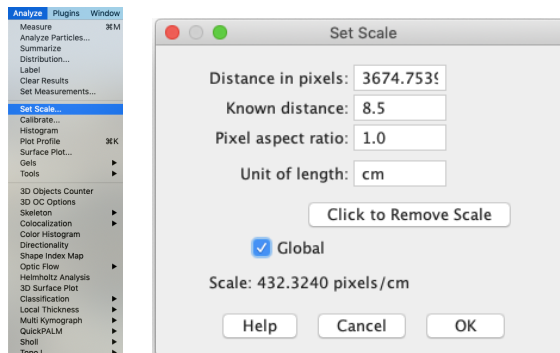 Analyze Plugins Window
Measure ⌘M
Analyze Particles...
Summarize
Distribution...
Label
Clear Results
Set Measurements...
Set Scale...
Calibrate...
Histogram
Plot Profile ⌘K
Surface Plot...
Gels
Tools
3D Objects Counter
3D OC Options
Skeleton
Colocalization
Color Histogram
Directionality
Shape Index Map
Optic Flow
Helmholtz Analysis
3D Surface Plot
Classification
Local Thickness
Multi Kymograph
QuickPALM
Sholl
Set Scale
Distance in pixels: 3674.753
Known distance: 8.5
Pixel aspect ratio: 1.0
Unit of length: cm
Click to Remove Scale
Global
Scale: 432.3240 pixels/cm
Help Cancel OK